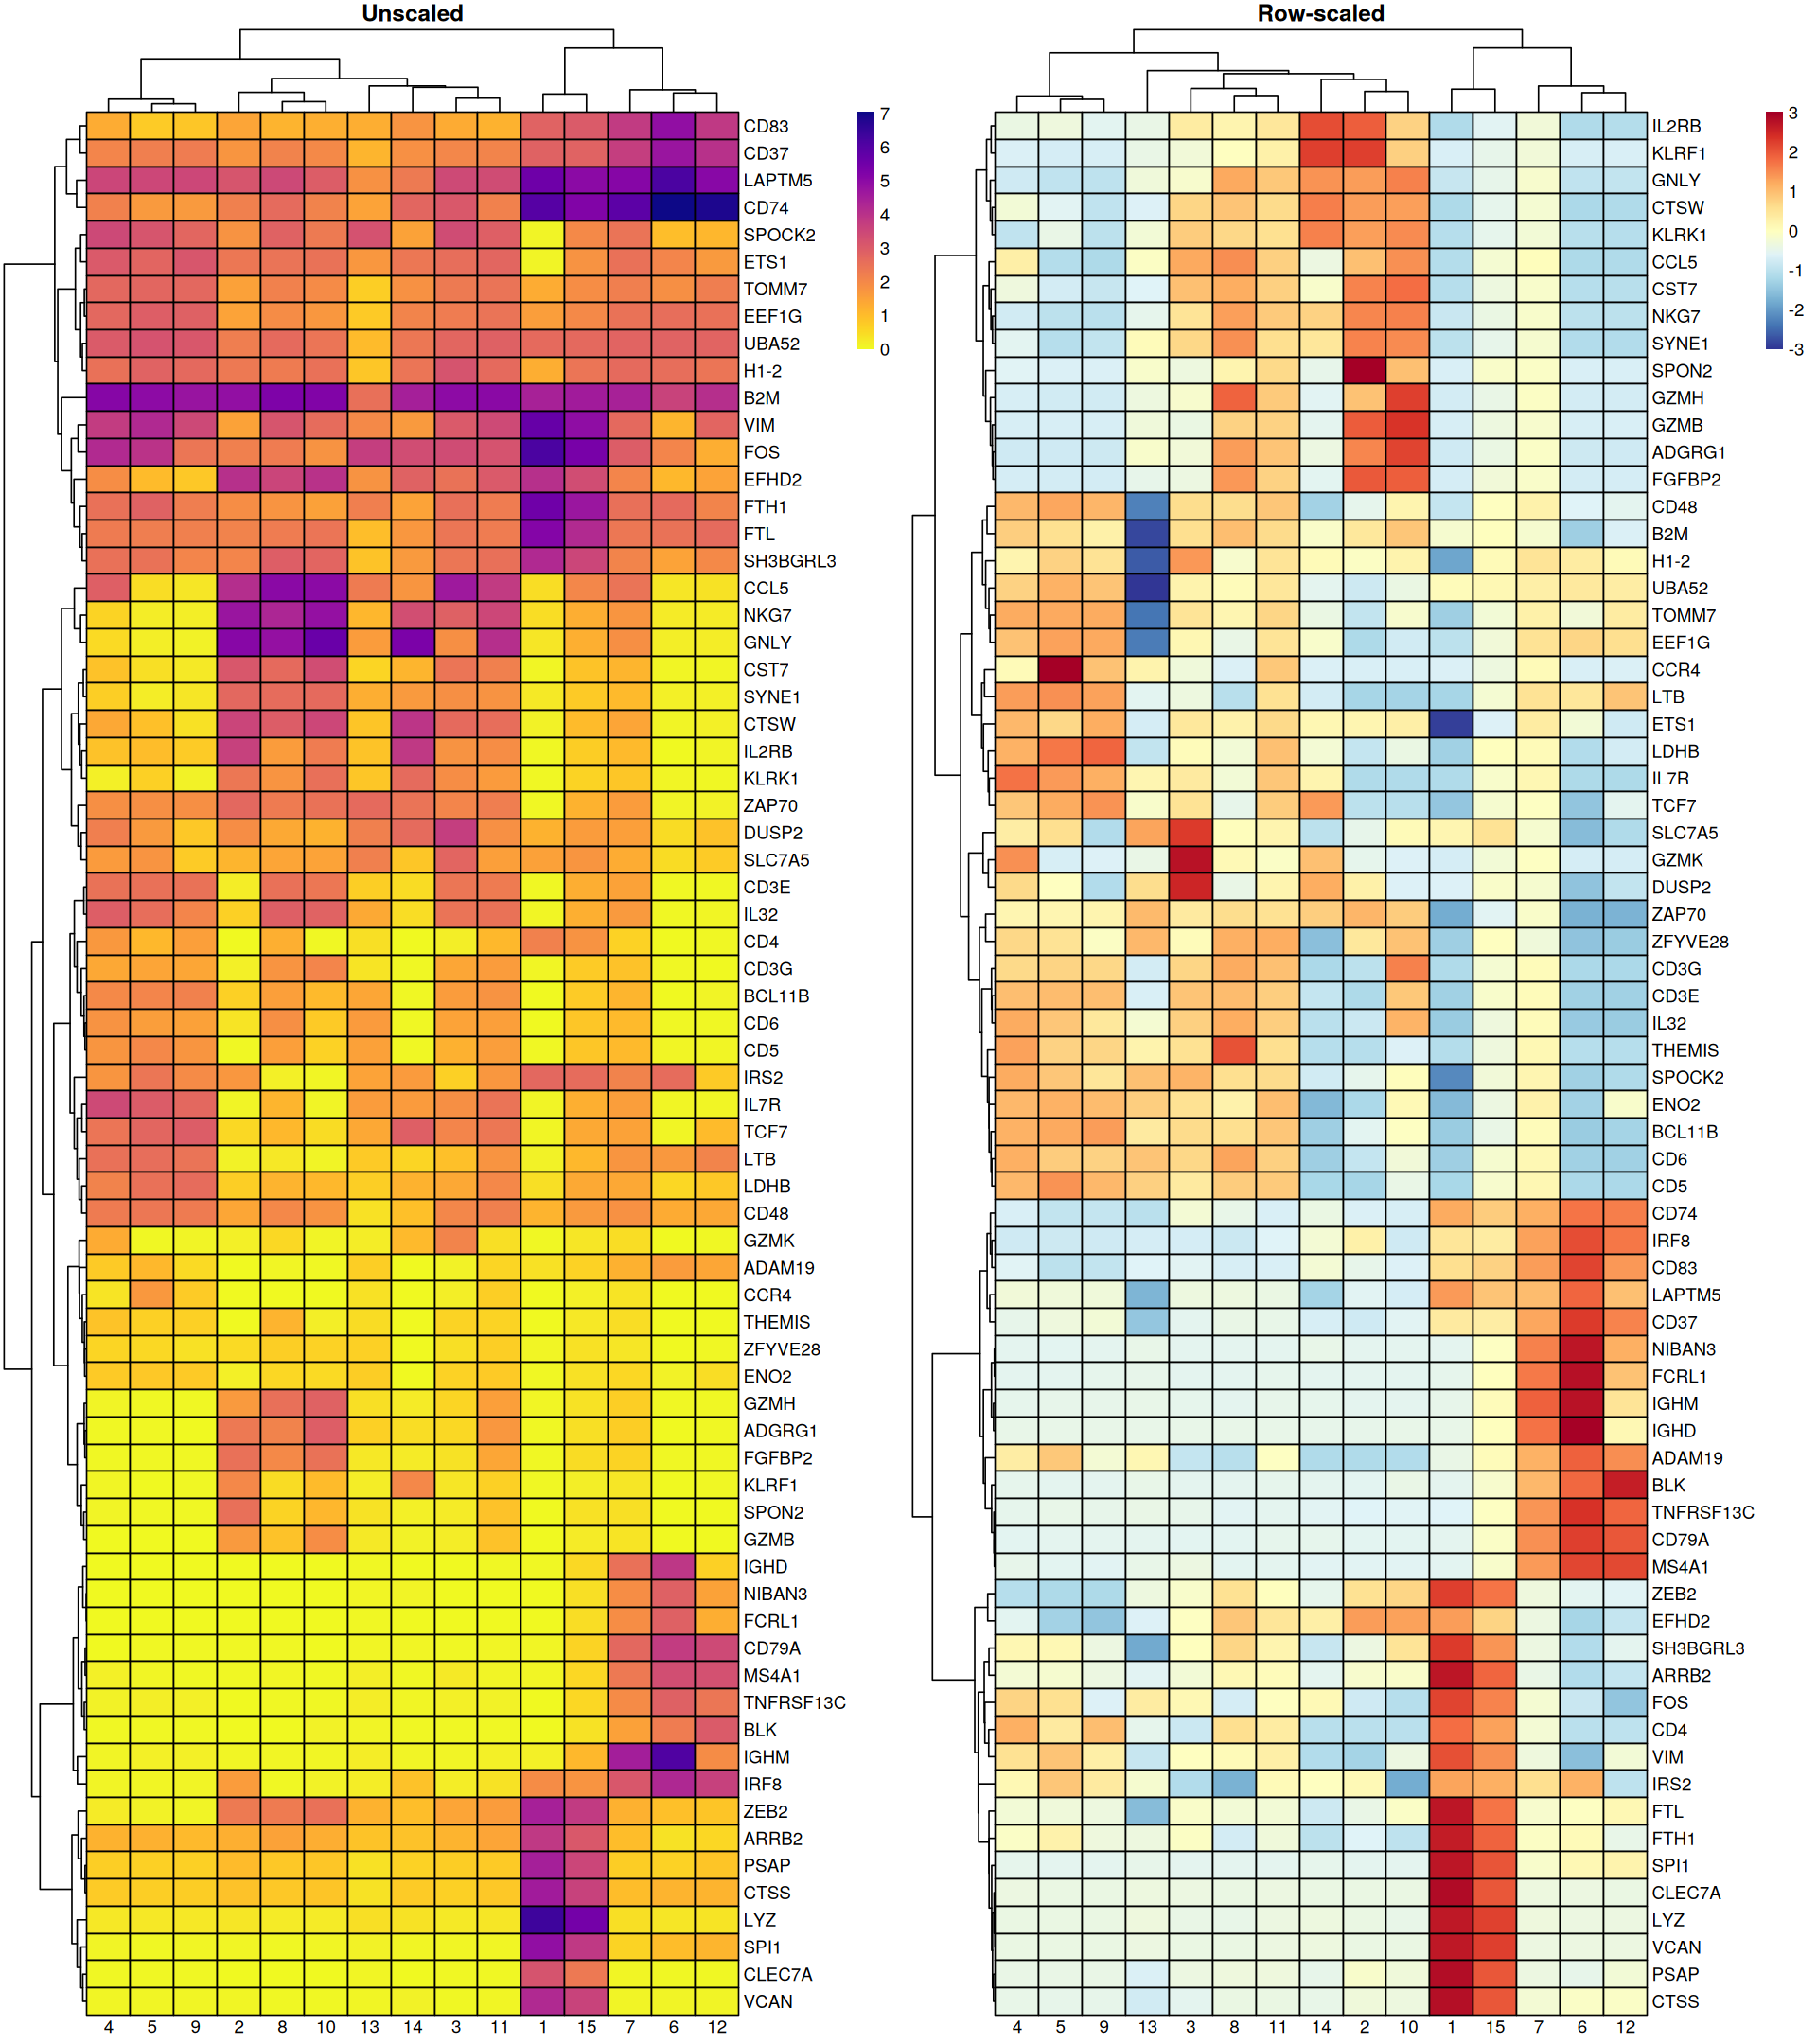 Unscaled
CD83
CD37
LAPTM5
CD74
SPOCK2
ETS1
TOMM7
EEF1G
UBA52
H1-2
B2M
VIM
FOS
EFHD2
FTH1
FTL
SH3BGRL3
CCL5
NKG7
GNLY
CST7
SYNE1
CTSW
IL2RB
KLRK1
ZAP70
DUSP2
SLC7A5
CD3E
IL32
CD4
CD3G
BCL11B
CD6
CD5
IRS2
IL7R
TCF7
LTB
LDHB
CD48
GZMK
ADAM19
CCR4
THEMIS
ZFYVE28
ENO2
GZMH
ADGRG1
FGFBP2
KLRF1
SPON2
GZMB
IGHD
NIBAN3
FCRL1
CD79A
MS4A1
TNFRSF13C
BLK
IGHM
IRF8
ZEB2
ARRB2
PSAP
CTSS
LYZ
SPI1
CLEC7A
VCAN
4 5 9 2 8 10 13 14 3 11 1 15 7 6 12
7
6
5
4
3
2
1
0
Row-scaled
IL2RB
KLRF1
GNLY
CTSW
KLRK1
CCL5
CST7
NKG7
SYNE1
SPON2
GZMH
GZMB
ADGRG1
FGFBP2
CD48
B2M
H1-2
UBA52
TOMM7
EEF1G
CCR4
LTB
ETS1
LDHB
IL7R
TCF7
SLC7A5
GZMK
DUSP2
ZAP70
ZFYVE28
CD3G
CD3E
IL32
THEMIS
SPOCK2
ENO2
BCL11B
CD6
CD5
CD74
IRF8
CD83
LAPTM5
CD37
NIBAN3
FCRL1
IGHM
IGHD
ADAM19
BLK
TNFRSF13C
CD79A
MS4A1
ZEB2
EFHD2
SH3BGRL3
ARRB2
FOS
CD4
VIM
IRS2
FTL
FTH1
SPI1
CLEC7A
LYZ
VCAN
PSAP
CTSS
4 5 9 13 3 8 11 14 2 10 1 15 7 6 12
3
2
1
0
-1
-2
-3